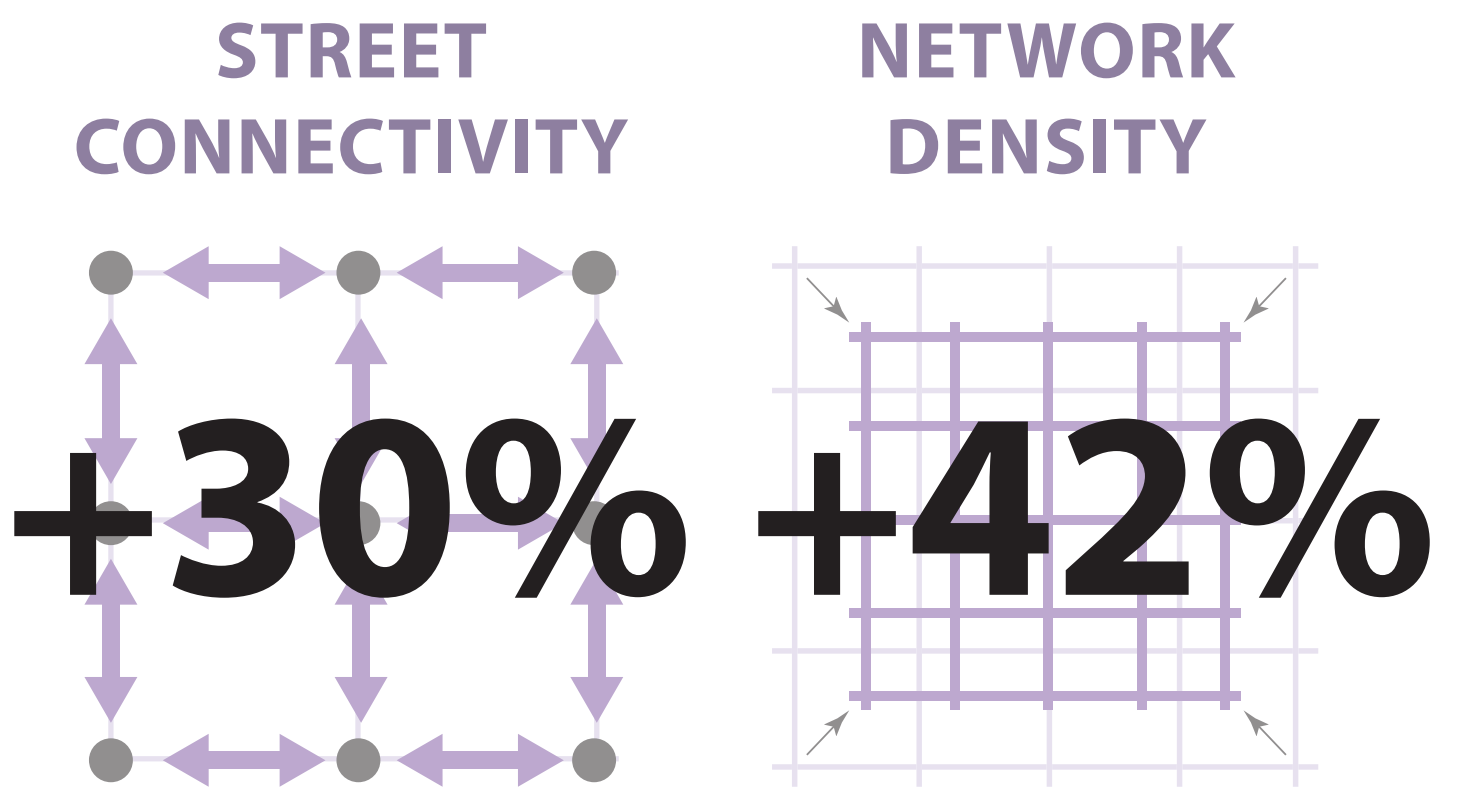 STREET
CONNECTIVITY
+30%
NETWORK
DENSITY
+42%